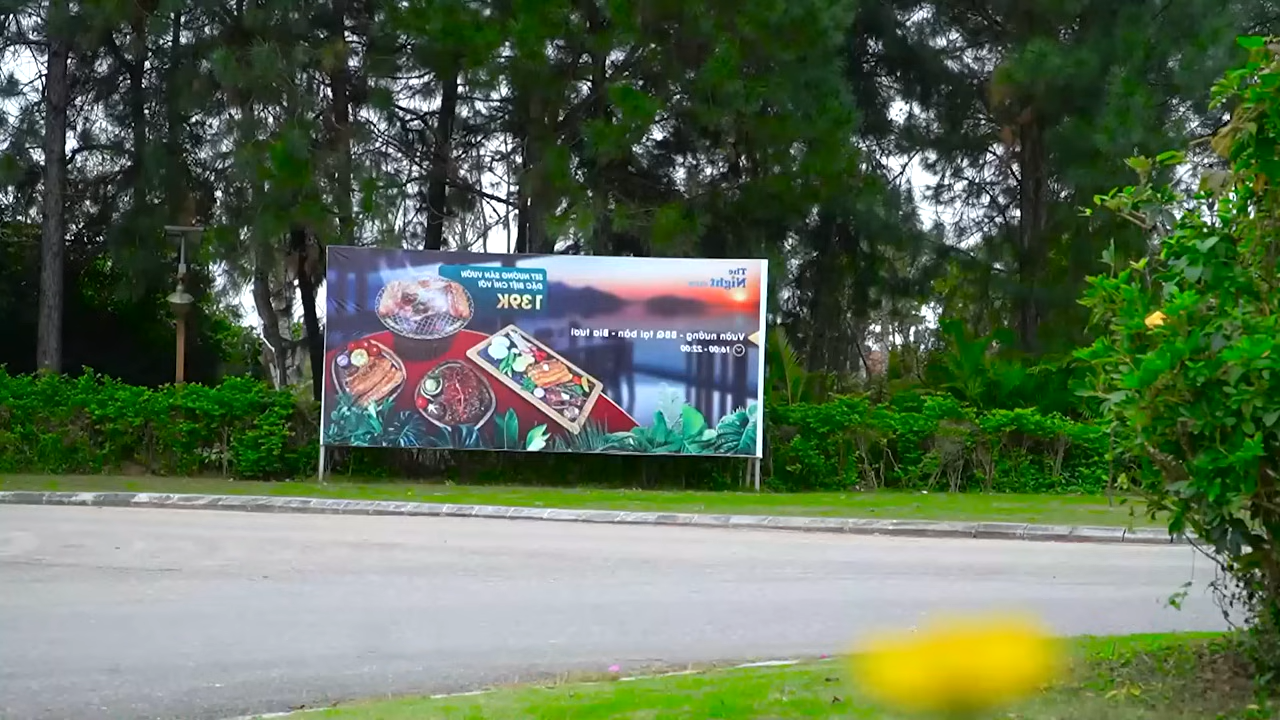 The
Night
SET NƯỚNG SÂN VƯỜN
ĐẶC BIỆT CHỈ VỚI
139K
Vườn nướng - BBQ tại bàn - Bia tươi
16:00 - 22:00